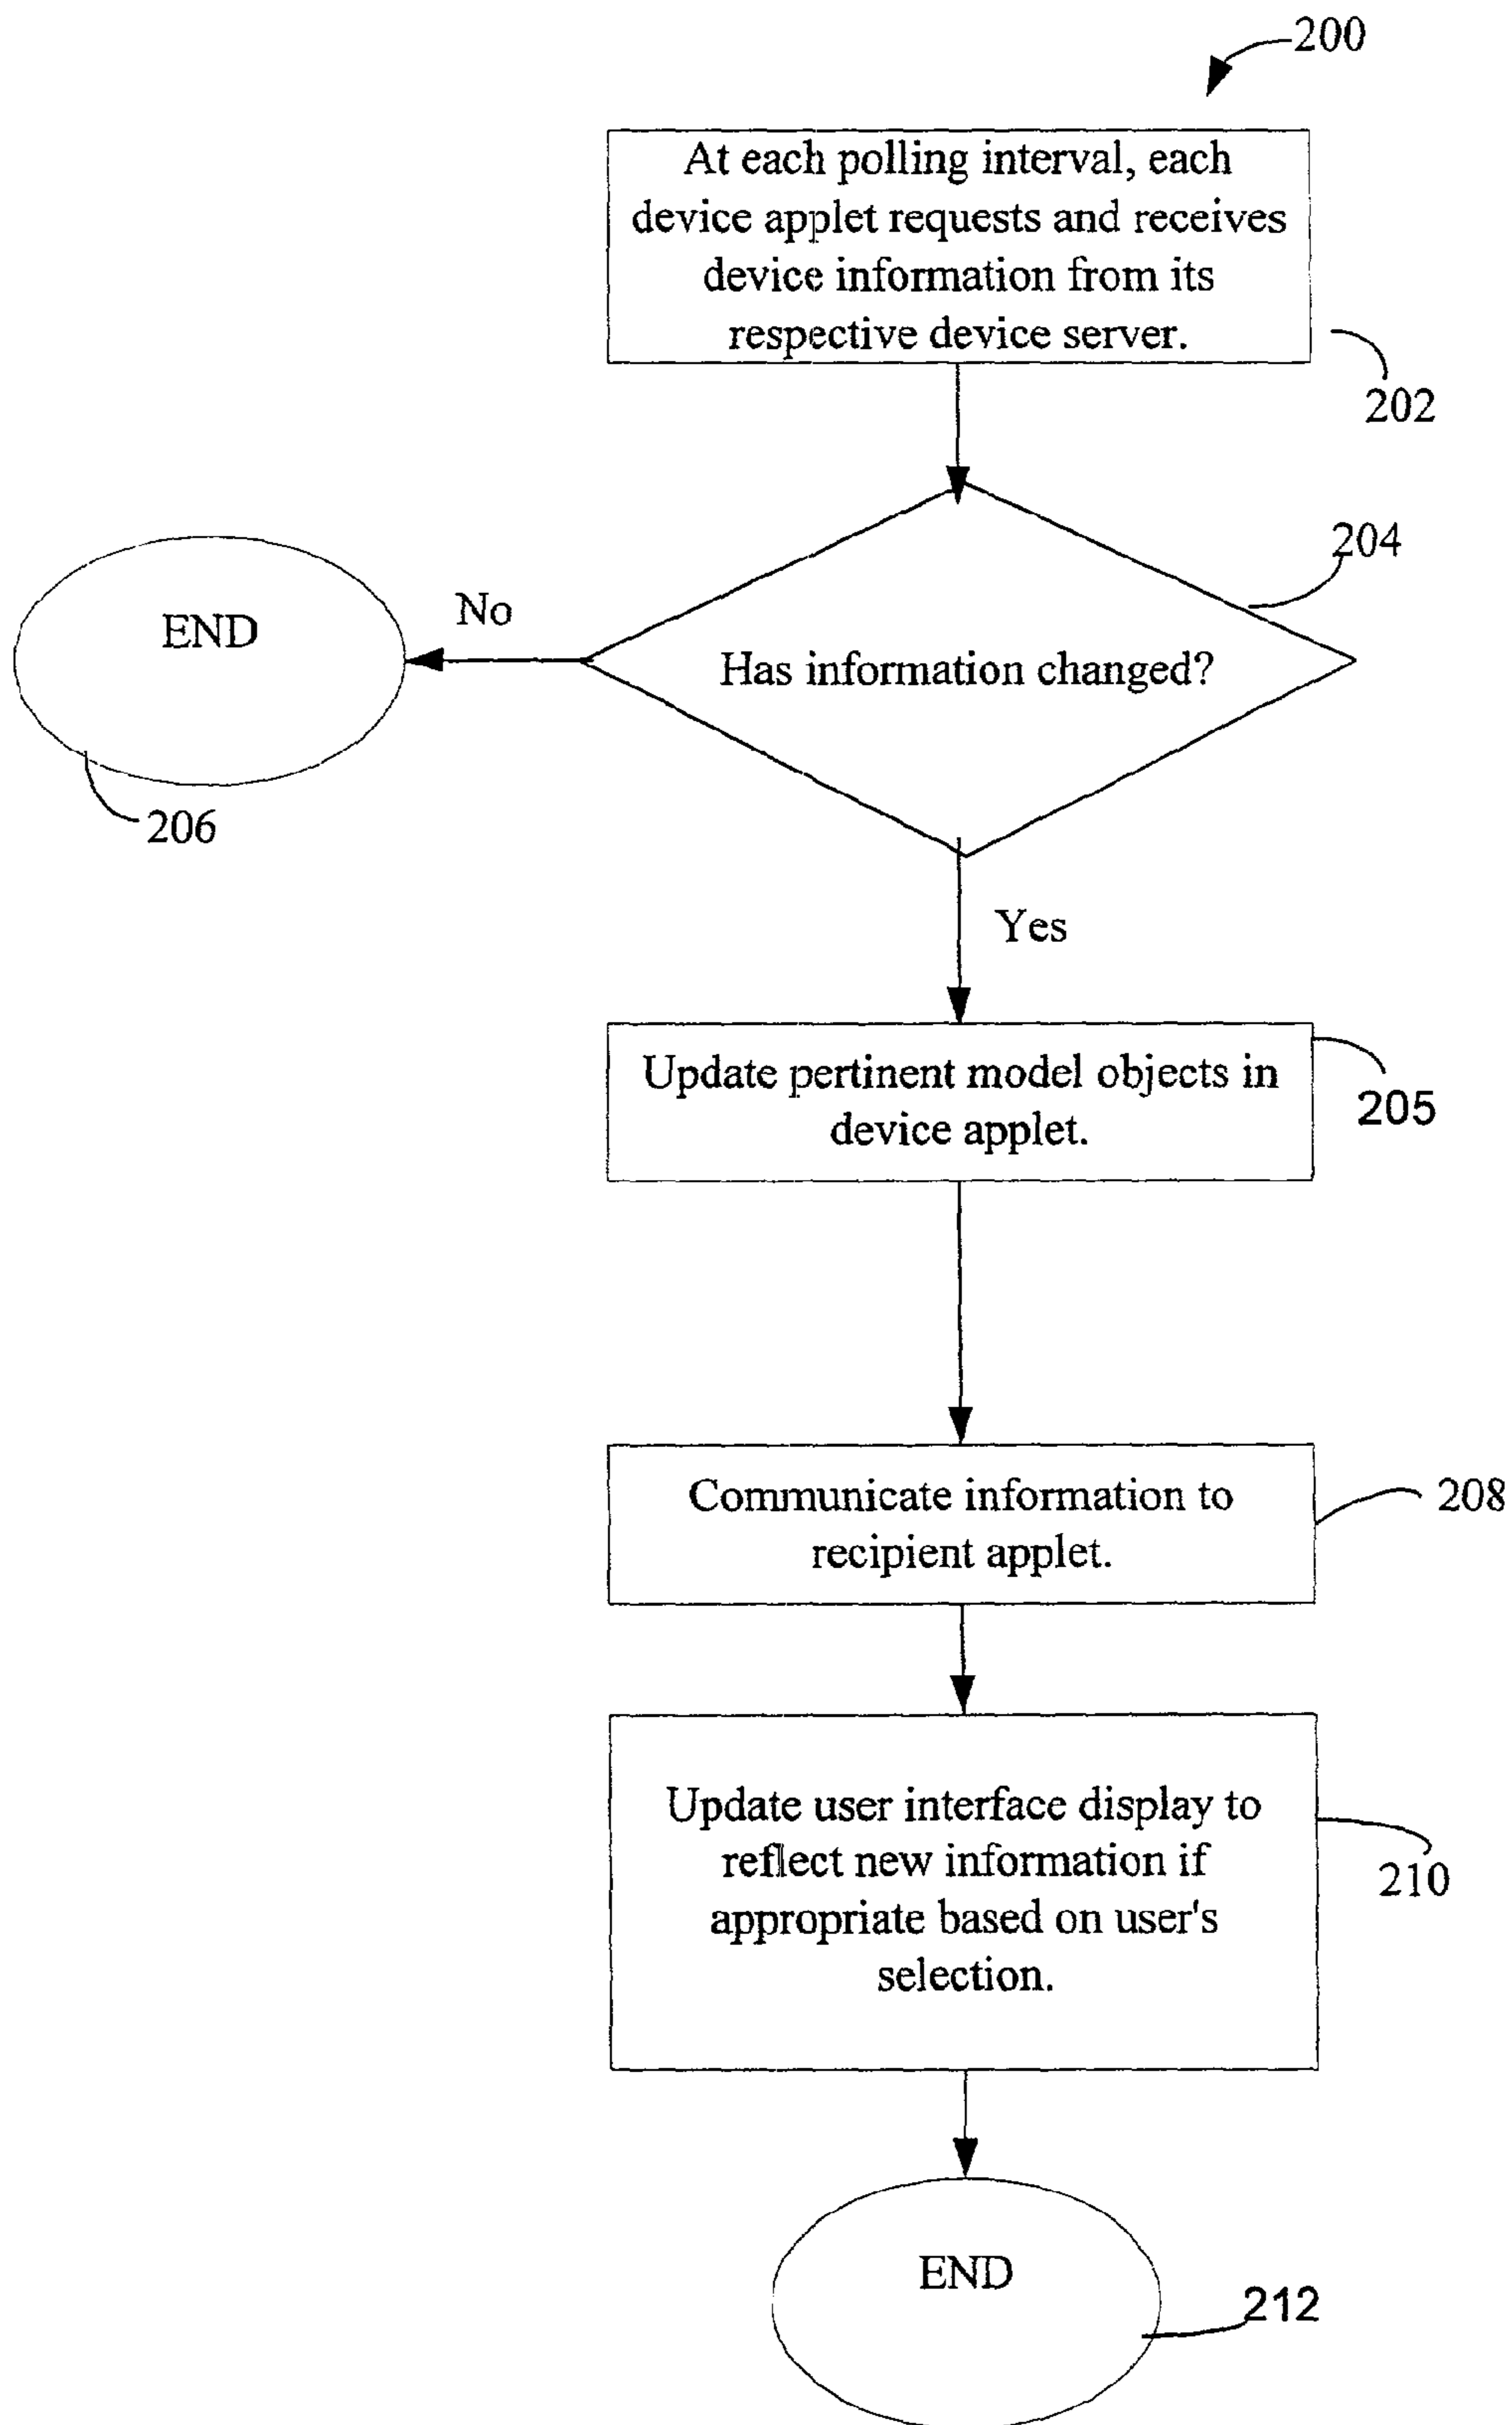 200
At each polling interval, each
device applet requests and receives
device information from its
respective device server.
202
204
Has information changed?
No
END
206
Yes
Update pertinent model objects in
device applet.
205
Communicate information to
recipient applet.
208
Update user interface display to
reflect new information if
appropriate based on user's
selection.
210
END
212